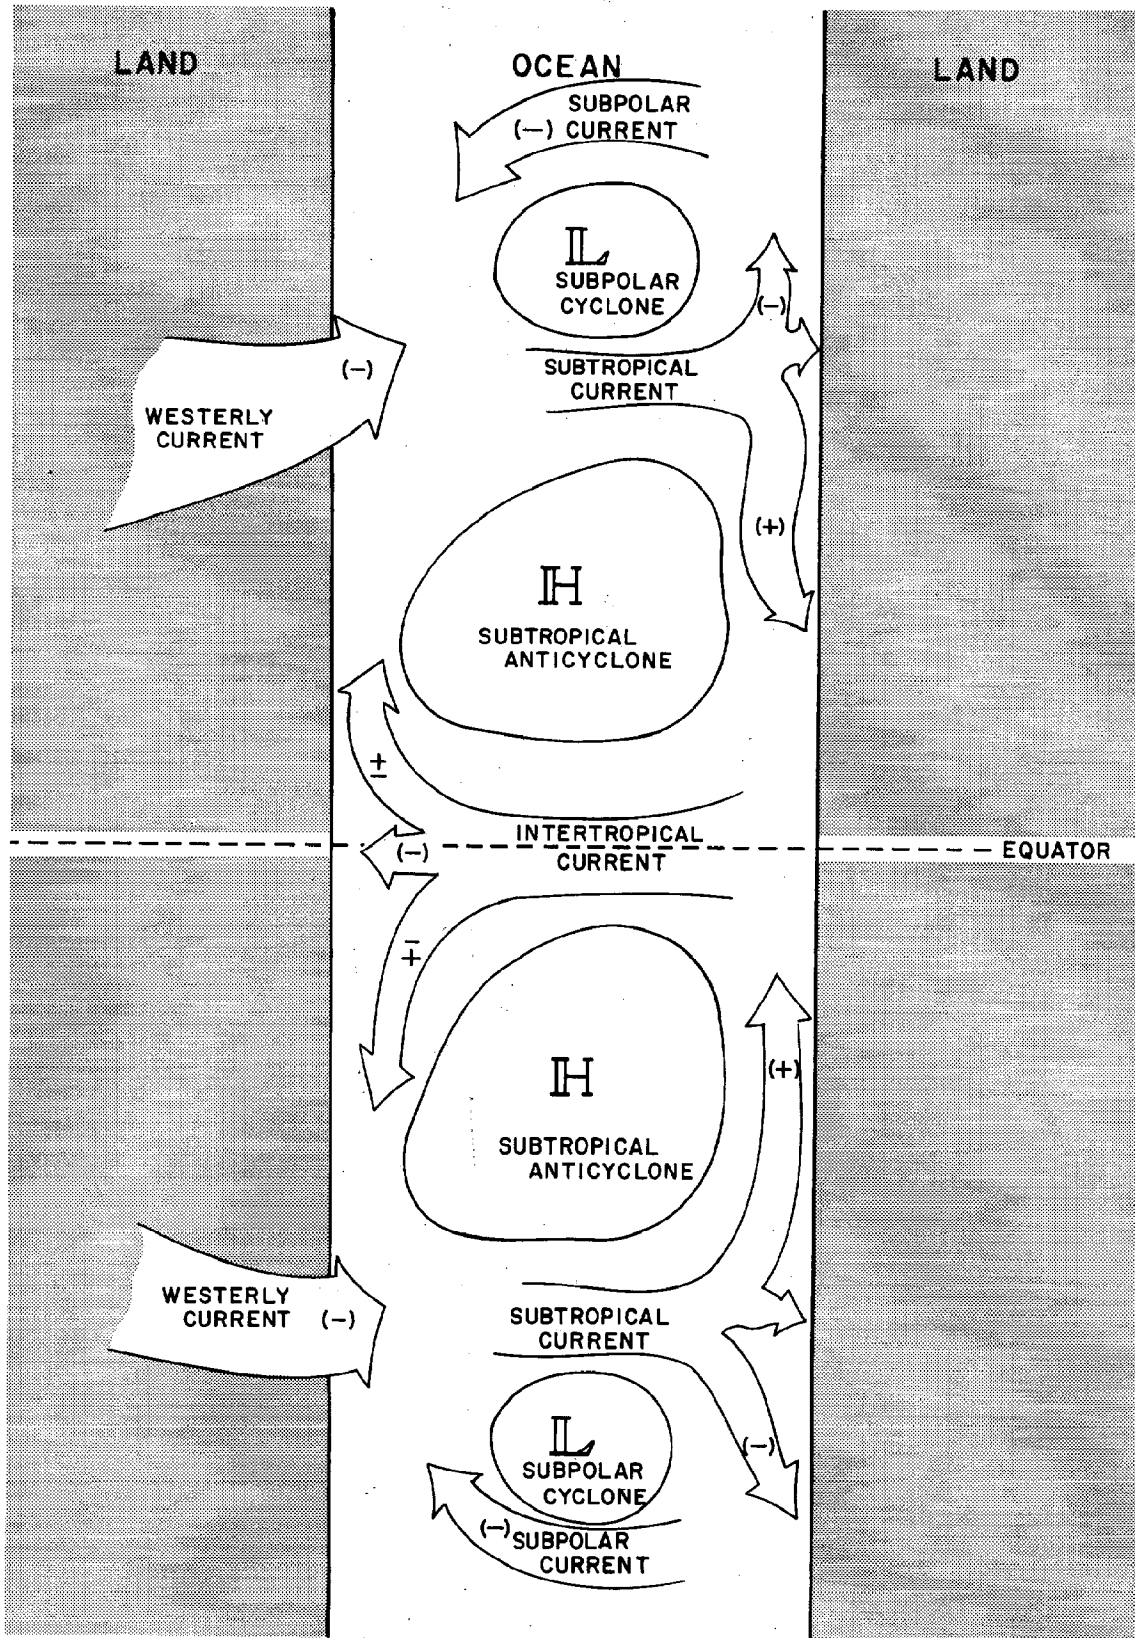 LAND
OCEAN
LAND
SUBPOLAR
(−) CURRENT
L
SUBPOLAR
CYCLONE
(−)
(−)
SUBTROPICAL
CURRENT
WESTERLY
CURRENT
(+)
H
SUBTROPICAL
ANTICYCLONE
±
INTERTROPICAL
(−)
CURRENT
EQUATOR
∓
H
(+)
SUBTROPICAL
ANTICYCLONE
WESTERLY
CURRENT (−)
SUBTROPICAL
CURRENT
L
(−)
SUBPOLAR
CYCLONE
(−) SUBPOLAR
CURRENT